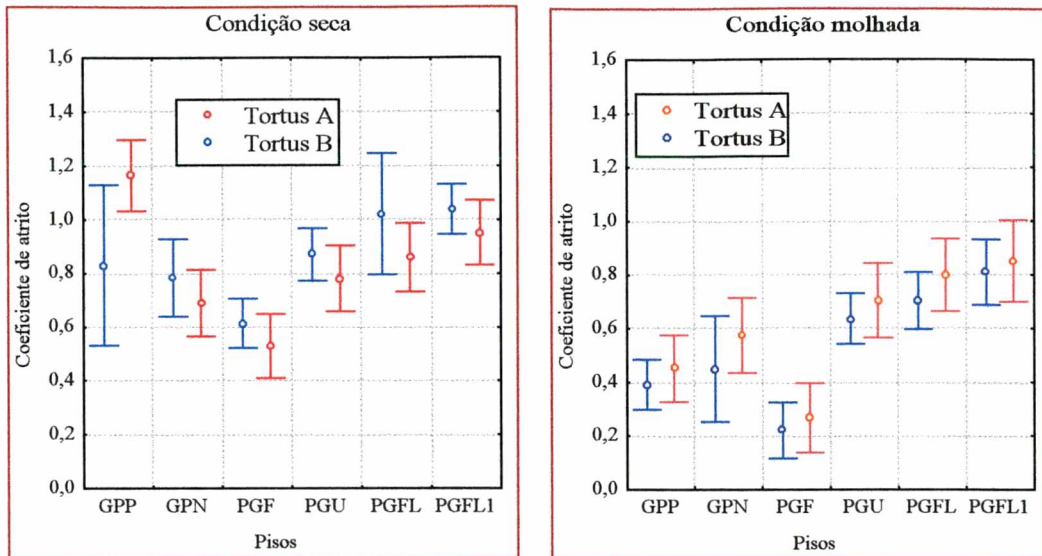 Condição seca
1,6
1,4
1,2
1,0
0,8
0,6
0,4
0,2
0,0
Coeficiente de atrito
Tortus A
Tortus B
GPP GPN PGF PGU PGFL PGFL1
Pisos
Condição molhada
1,6
1,4
1,2
1,0
0,8
0,6
0,4
0,2
0,0
Coeficiente de atrito
Tortus A
Tortus B
GPP GPN PGF PGU PGFL PGFL1
Pisos